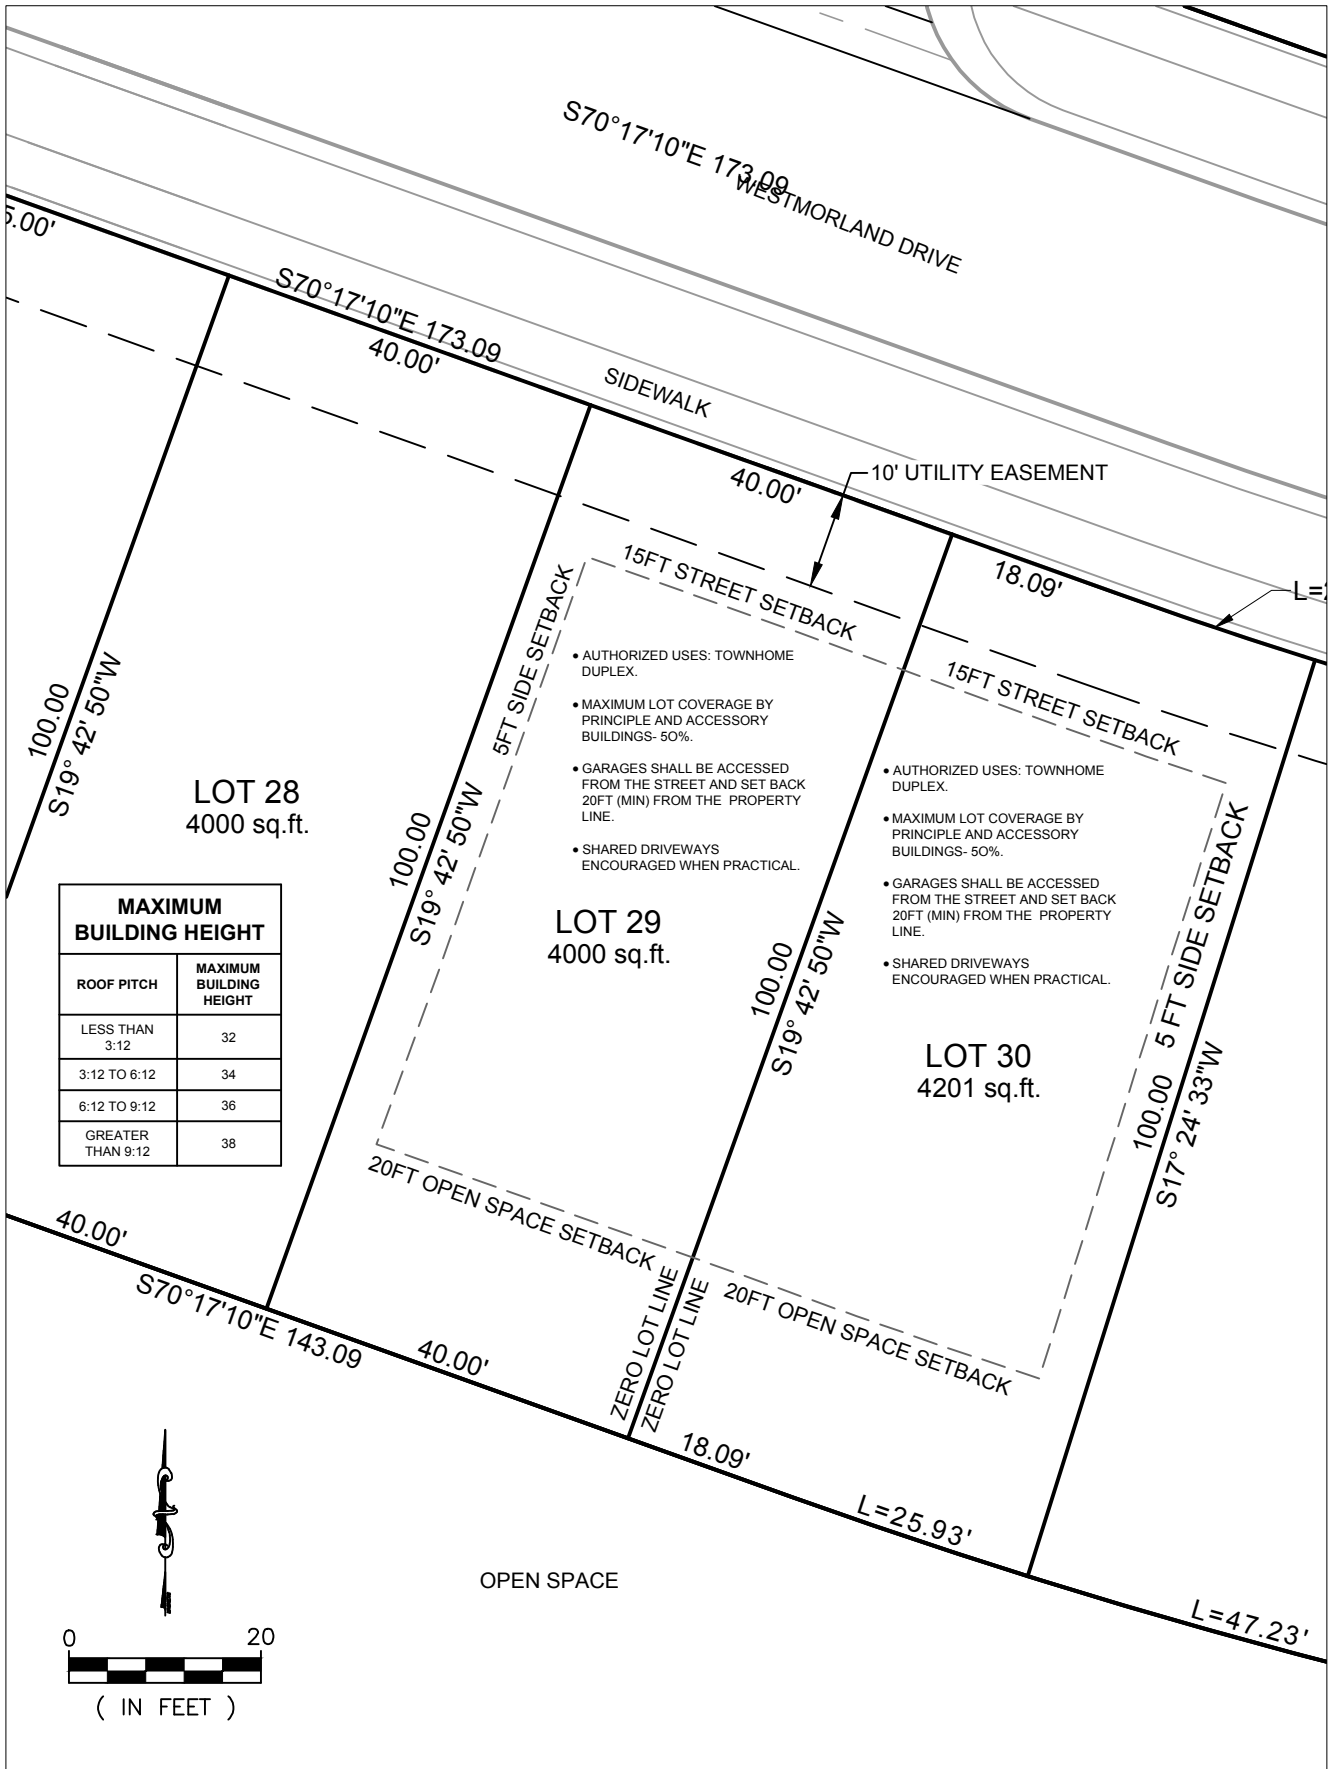 S70°17'10"E 173.09
WESTMORLAND DRIVE
5.00'
S70°17'10"E 173.09
40.00'
SIDEWALK
40.00'
10' UTILITY EASEMENT
18.09'
L=
15FT STREET SETBACK
15FT STREET SETBACK
5FT SIDE SETBACK
• AUTHORIZED USES: TOWNHOME
DUPLEX.
• MAXIMUM LOT COVERAGE BY
PRINCIPLE AND ACCESSORY
BUILDINGS- 5O%.
• GARAGES SHALL BE ACCESSED
FROM THE STREET AND SET BACK
20FT (MIN) FROM THE PROPERTY
LINE.
• SHARED DRIVEWAYS
ENCOURAGED WHEN PRACTICAL.
• AUTHORIZED USES: TOWNHOME
DUPLEX.
• MAXIMUM LOT COVERAGE BY
PRINCIPLE AND ACCESSORY
BUILDINGS- 5O%.
• GARAGES SHALL BE ACCESSED
FROM THE STREET AND SET BACK
20FT (MIN) FROM THE PROPERTY
LINE.
• SHARED DRIVEWAYS
ENCOURAGED WHEN PRACTICAL.
100.00
S19° 42' 50"W
LOT 28
4000 sq.ft.
100.00
S19° 42' 50"W
LOT 29
4000 sq.ft.
100.00
S19° 42' 50"W
LOT 30
4201 sq.ft.
5 FT SIDE SETBACK
100.00
S17° 24' 33"W
MAXIMUM
BUILDING HEIGHT
ROOF PITCH
MAXIMUM
BUILDING
HEIGHT
LESS THAN
3:12
32
3:12 TO 6:12
34
6:12 TO 9:12
36
GREATER
THAN 9:12
38
20FT OPEN SPACE SETBACK
20FT OPEN SPACE SETBACK
ZERO LOT LINE
ZERO LOT LINE
40.00'
S70°17'10"E 143.09
40.00'
18.09'
L=25.93'
L=47.23'
OPEN SPACE
0 20
( IN FEET )